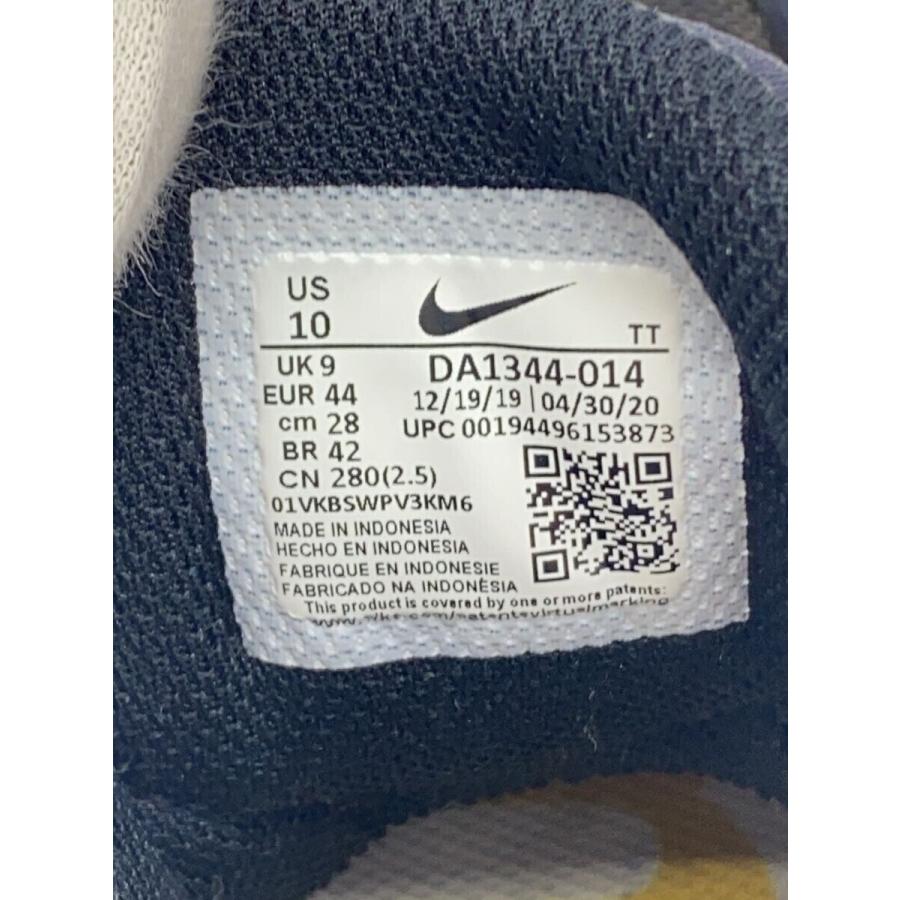 US
10
TT
UK 9
EUR 44
cm 28
BR 42
CN 280(2.5)
DA1344-014
12/19/19 | 04/30/20
UPC 00194496153873
01VKBSWPV3KM6
MADE IN INDONESIA
HECHO EN INDONESIA
FABRIQUE EN INDONESIE
FABRICADO NA INDONÉSIA
This product is covered by one or more patents: